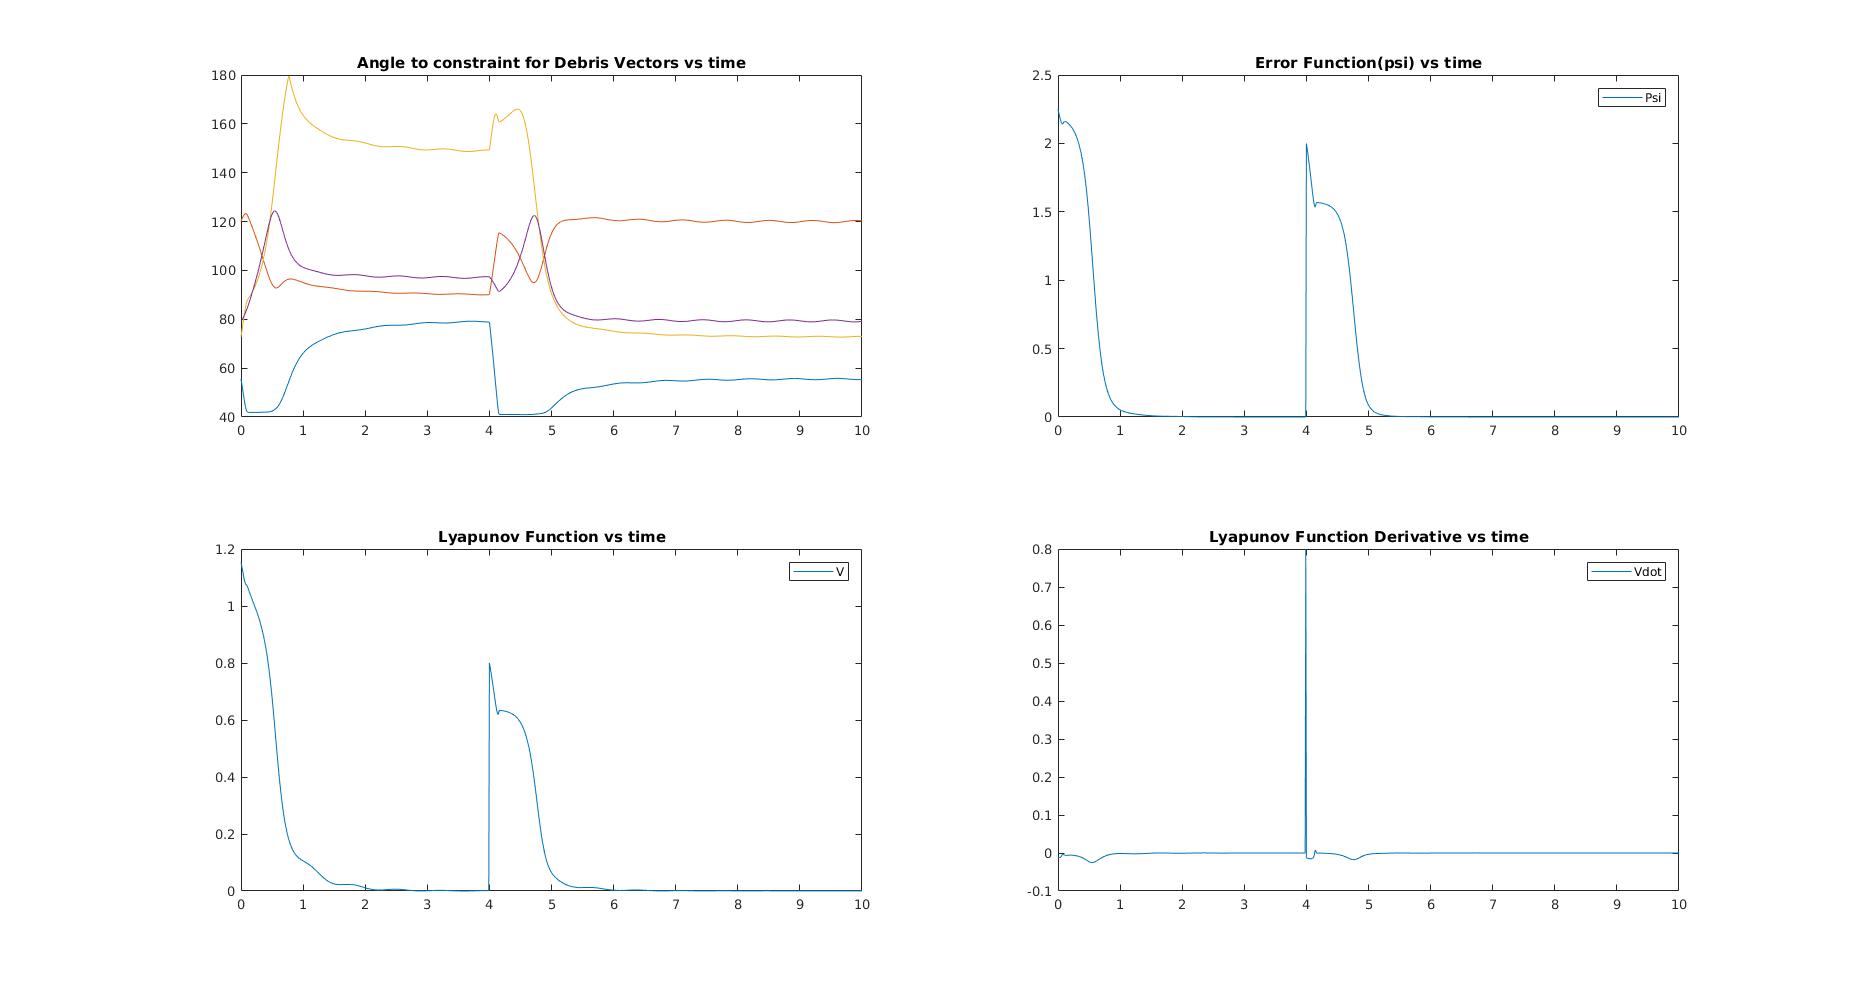 Angle to constraint for Debris Vectors vs time
180
160
140
120
100
80
60
40
0 1 2 3 4 5 6 7 8 9 10
Error Function(psi) vs time
Psi
2.5
2
1.5
1
0.5
0
0 1 2 3 4 5 6 7 8 9 10
Lyapunov Function vs time
V
1.2
1
0.8
0.6
0.4
0.2
0
0 1 2 3 4 5 6 7 8 9 10
Lyapunov Function Derivative vs time
Vdot
0.8
0.7
0.6
0.5
0.4
0.3
0.2
0.1
0
-0.1
0 1 2 3 4 5 6 7 8 9 10